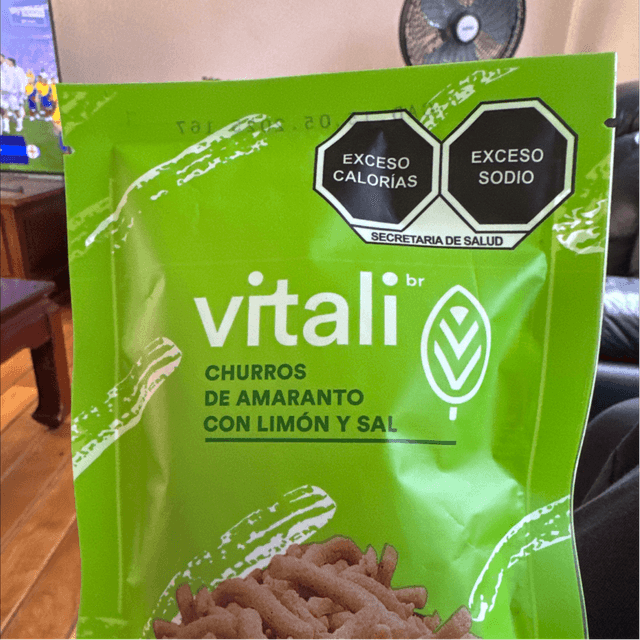 EXCESO
CALORÍAS
EXCESO
SODIO
SECRETARIA DE SALUD
vitali br
CHURROS
DE AMARANTO
CON LIMÓN Y SAL